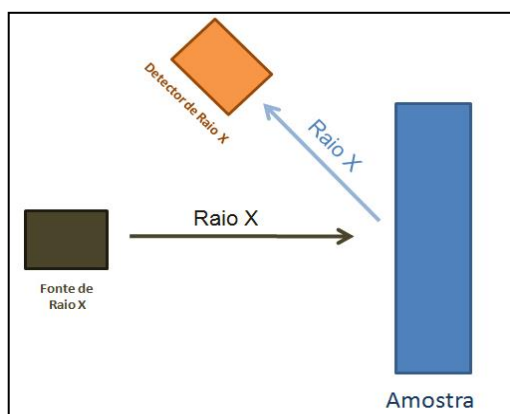 Detector de Raio X
Raio X
Raio X
Fonte de
Raio X
Amostra